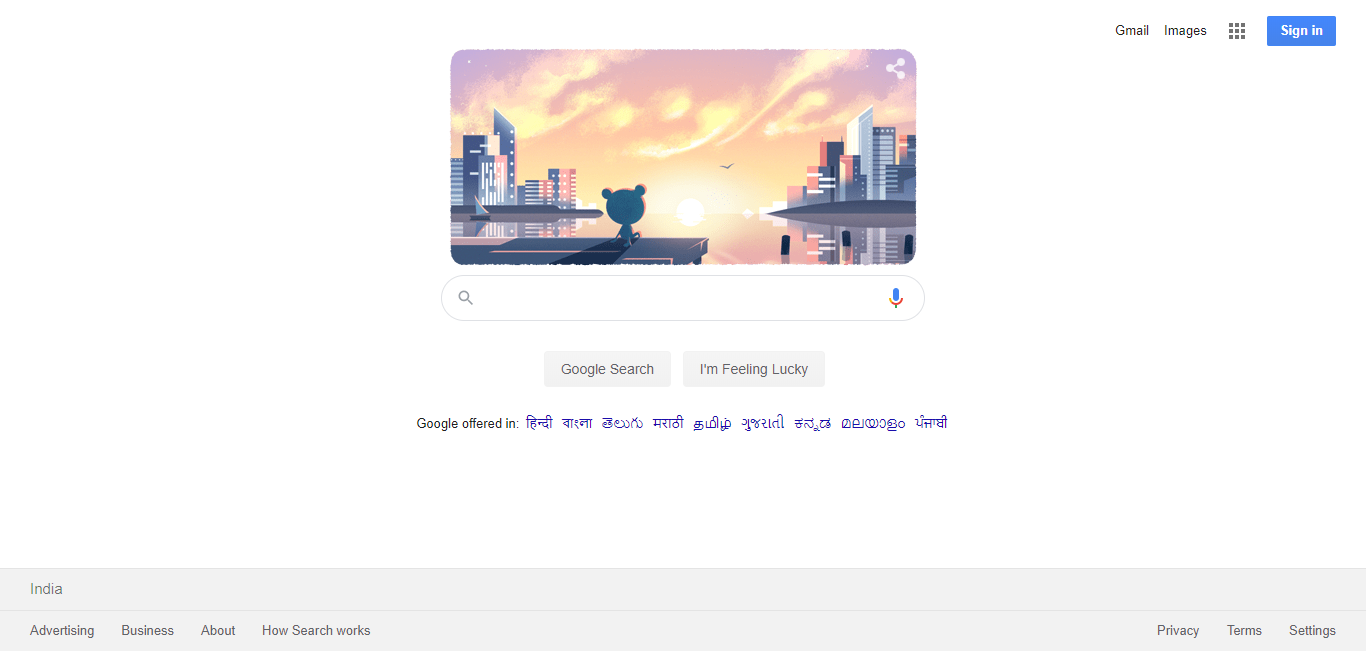 Gmail Images Sign in
Google Search I'm Feeling Lucky
Google offered in: हिन्दी বাংলা తెలుగు मराठी தமிழ் ગુજરાતી ಕನ್ನಡ മലയാളം ਪੰਜਾਬੀ
India
Advertising Business About How Search works Privacy Terms Settings